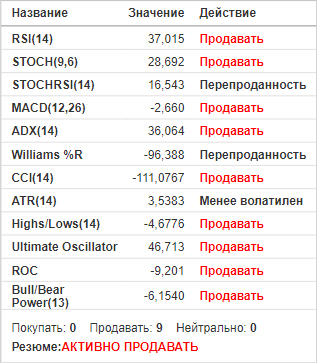 Название Значение Действие
RSI(14) 37,015 Продавать
STOCH(9,6) 28,692 Продавать
STOCHRSI(14) 16,543 Перепроданность
MACD(12,26) -2,660 Продавать
ADX(14) 36,064 Продавать
Williams %R -96,388 Перепроданность
CCI(14) -111,0767 Продавать
ATR(14) 3,5383 Менее волатилен
Highs/Lows(14) -4,6776 Продавать
Ultimate Oscillator 46,713 Продавать
ROC -9,201 Продавать
Bull/Bear
Power(13) -6,1540 Продавать
Покупать: 0 Продавать: 9 Нейтрально: 0
Резюме:АКТИВНО ПРОДАВАТЬ